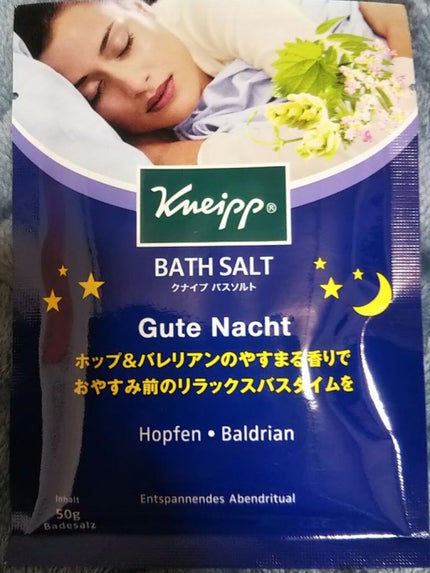 Kneipp®
BATH SALT
クナイプ バスソルト
Gute Nacht
ホップ&バレリアンのやすまる香りで
おやすみ前のリラックスバスタイムを
Hopfen • Baldrian
Inhalt
50g
Badesalz
Entspannendes Abendritual